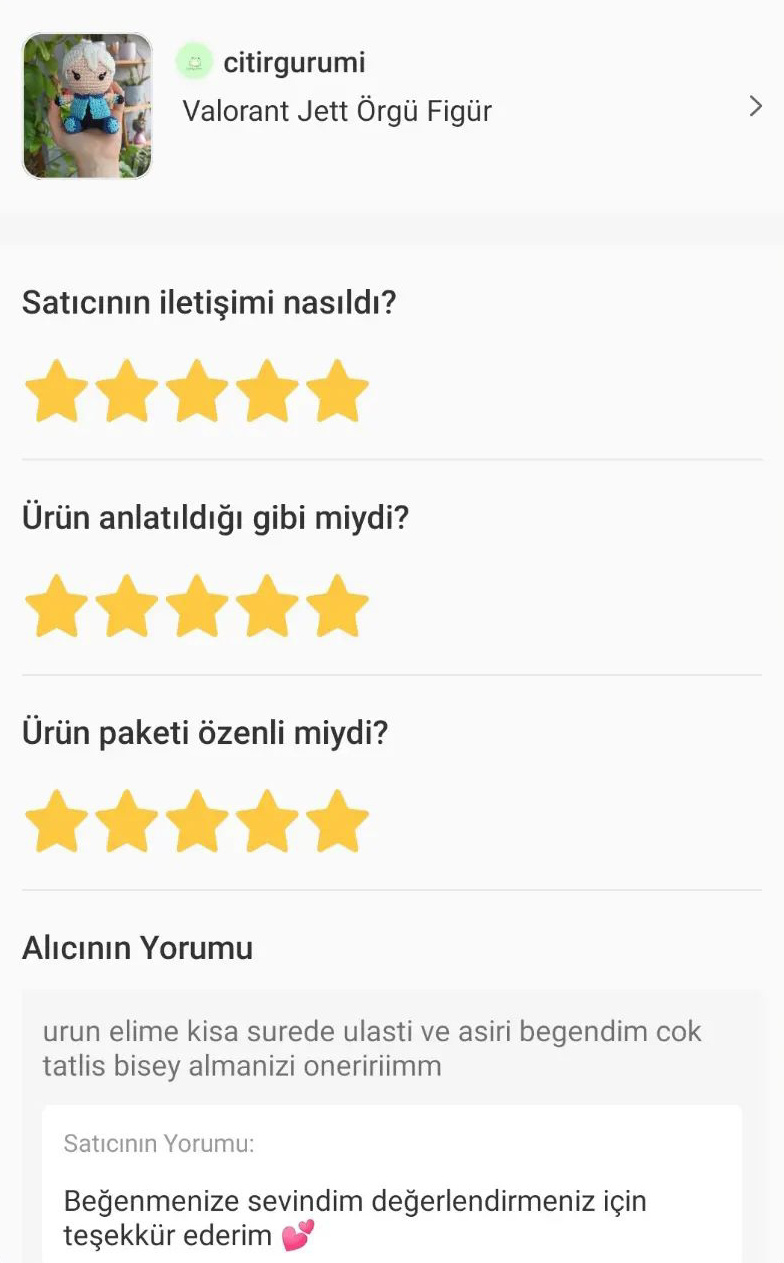 citirgurumi
Valorant Jett Örgü Figür
Satıcının iletişimi nasıldı?
Ürün anlatıldığı gibi miydi?
Ürün paketi özenli miydi?
Alıcının Yorumu
urun elime kisa surede ulasti ve asiri begendim cok
tatlis bisey almanizi oneririimm
Satıcının Yorumu:
Beğenmenize sevindim değerlendirmeniz için
teşekkür ederim 💕